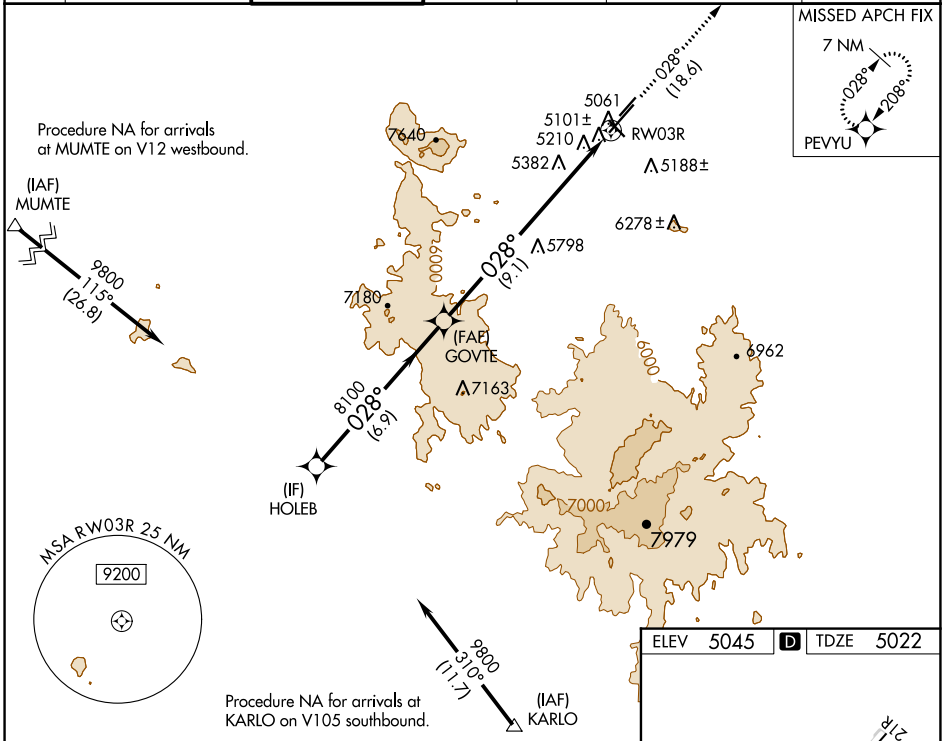 MISSED APCH FIX
7 NM
028°
208°
PEVYU
028°
(18.6)
5061
5101±
5210
RW03R
5382
5188±
7640
Procedure NA for arrivals
at MUMTE on V12 westbound.
(IAF)
MUMTE
9800
115°
(26.8)
6278±
5798
6000
028°
(9.1)
7180
(FAF)
GOVTE
6000
6962
7163
8100
028°
(6.9)
(IF)
HOLEB
7000
7979
MSA RW03R 25 NM
9200
9800
310°
(11.7)
(IAF)
KARLO
Procedure NA for arrivals at
KARLO on V105 southbound.
ELEV 5045 D TDZE 5022
21R